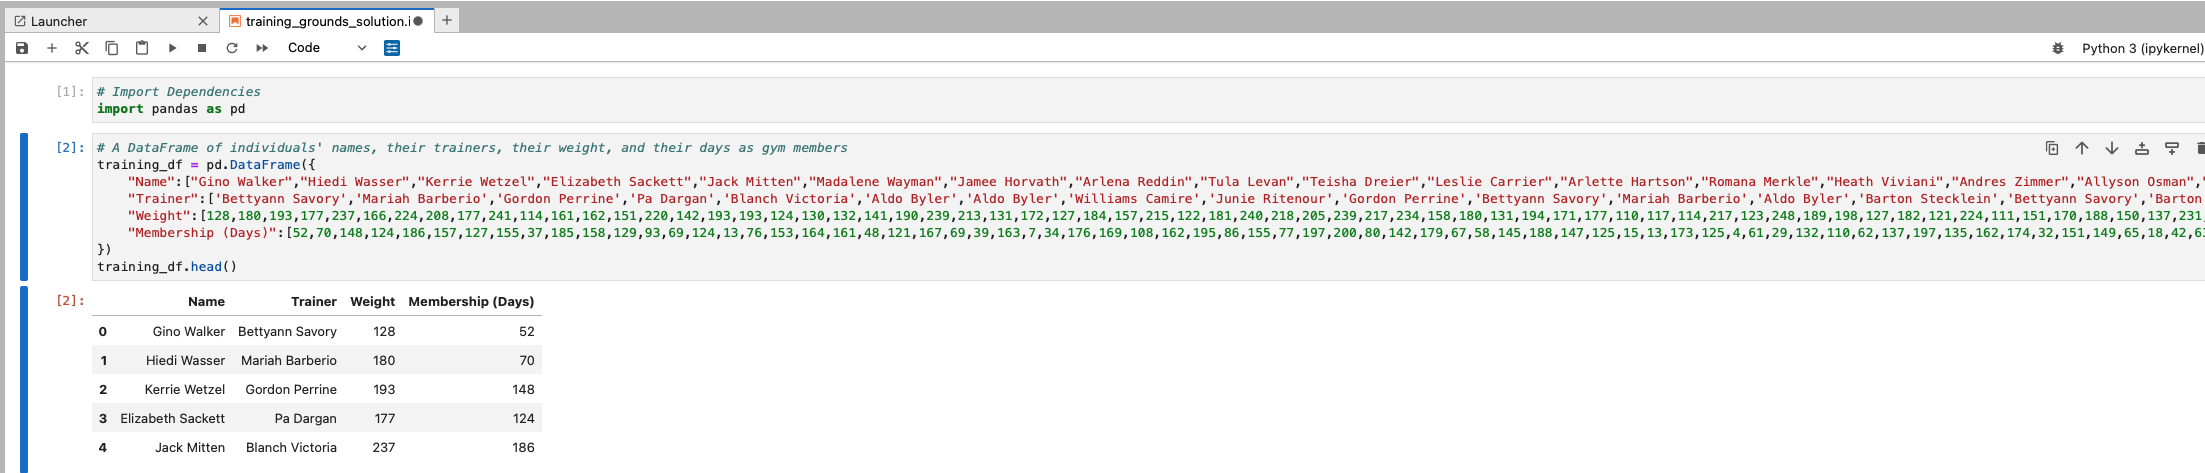 Launcher
training_grounds_solution.i
Code
Python 3 (ipykernel)
[1]:
# Import Dependencies
import pandas as pd
[2]:
# A DataFrame of individuals' names, their trainers, their weight, and their days as gym members
training_df = pd.DataFrame({
"Name":["Gino Walker","Hiedi Wasser","Kerrie Wetzel","Elizabeth Sackett","Jack Mitten","Madalene Wayman","Jamee Horvath","Arlena Reddin","Tula Levan","Teisha Dreier","Leslie Carrier","Arlette Hartson","Romana Merkle","Heath Viviani","Andres Zimmer","Allyson Osman","
"Trainer":['Bettyann Savory','Mariah Barberio','Gordon Perrine','Pa Dargan','Blanch Victoria','Aldo Byler','Aldo Byler','Williams Camire','Junie Ritenour','Gordon Perrine','Bettyann Savory','Mariah Barberio','Aldo Byler','Barton Stecklein','Bettyann Savory','Barton
"Weight":[128,180,193,177,237,166,224,208,177,241,114,161,162,151,220,142,193,193,124,130,132,141,190,239,213,131,172,127,184,157,215,122,181,240,218,205,239,217,234,158,180,131,194,171,177,110,117,114,217,123,248,189,198,127,182,121,224,111,151,170,188,150,137,231,
"Membership (Days)":[52,70,148,124,186,157,127,155,37,185,158,129,93,69,124,13,76,153,164,161,48,121,167,69,39,163,7,34,176,169,108,162,195,86,155,77,197,200,80,142,179,67,58,145,188,147,125,15,13,173,125,4,61,29,132,110,62,137,197,135,162,174,32,151,149,65,18,42,63
})
training_df.head()
[2]:
Name Trainer Weight Membership (Days)
0 Gino Walker Bettyann Savory 128 52
1 Hiedi Wasser Mariah Barberio 180 70
2 Kerrie Wetzel Gordon Perrine 193 148
3 Elizabeth Sackett Pa Dargan 177 124
4 Jack Mitten Blanch Victoria 237 186